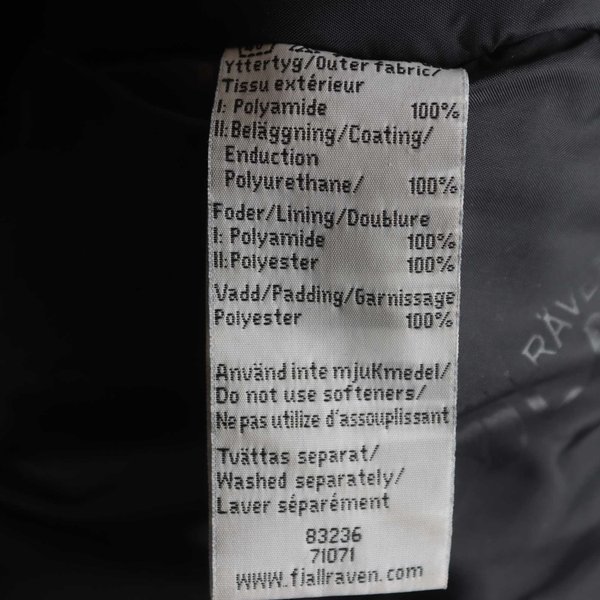 Yttertyg/Outer fabric/
Tissu extérieur
I: Polyamide 100%
II: Beläggning/Coating/
Enduction
Polyurethane/ 100%
Foder/Lining/Doublure
I: Polyamide 100%
II: Polyester 100%
Vadd/Padding/Garnissage
Polyester 100%
Använd inte mjuKmedel/
Do not use softeners/
Ne pas utilize d'assouplissant
Tvättas separat/
Washed separately/
Laver séparément
83236
71071
www.fjallraven.com
RÄV